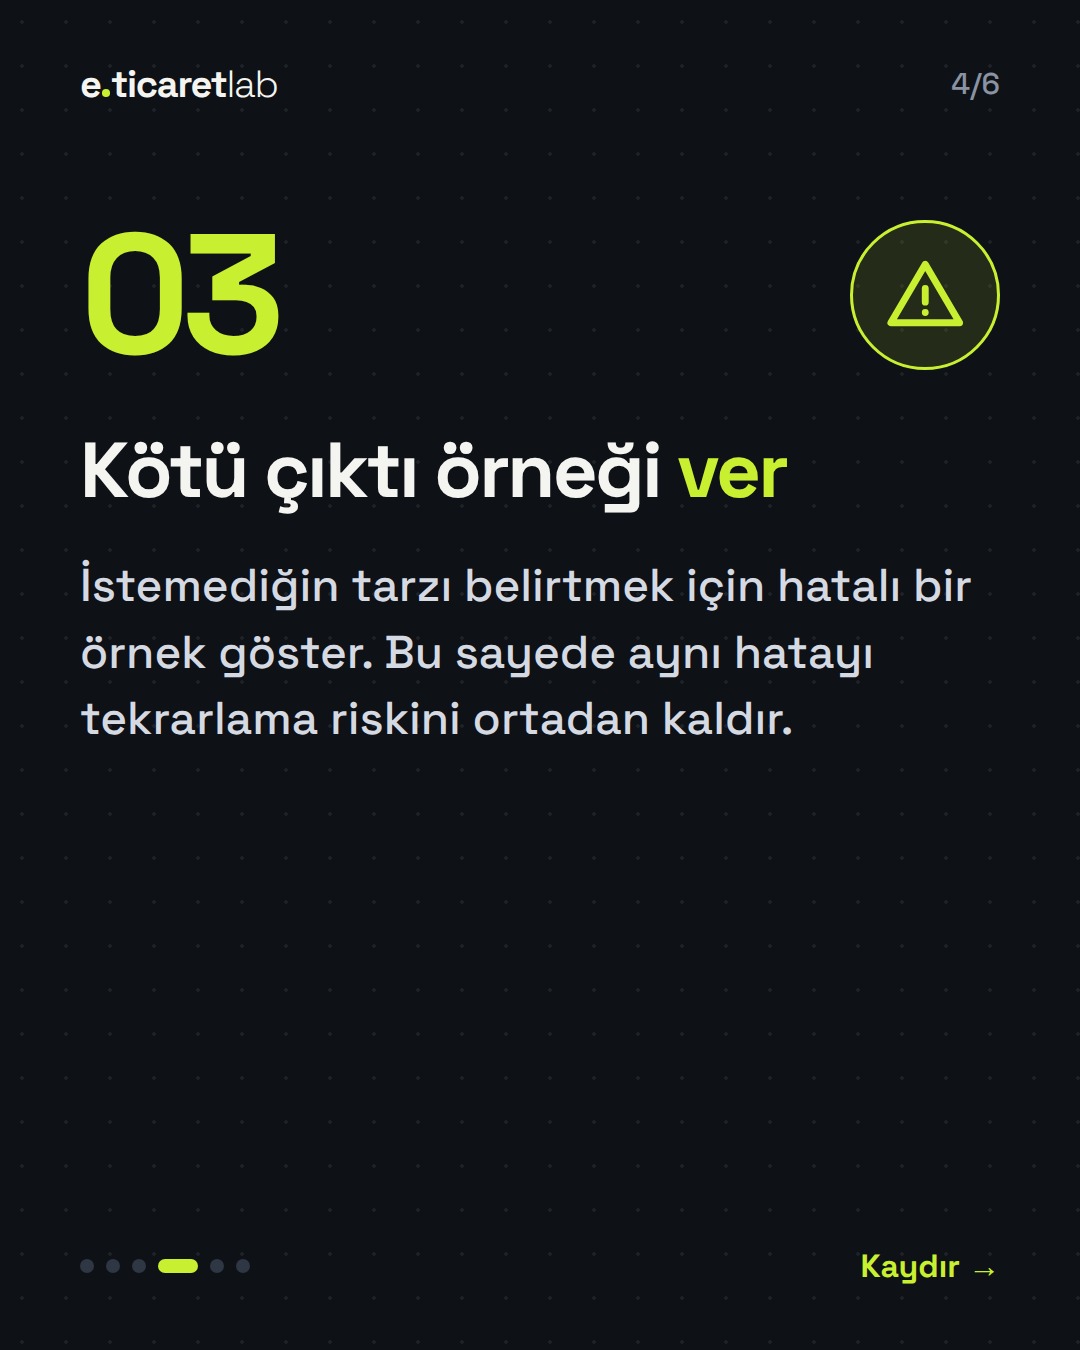 e.ticaretlab
4/6
03
Kötü çıktı örneği ver
İstemediğin tarzı belirtmek için hatalı bir
örnek göster. Bu sayede aynı hatayı
tekrarlama riskini ortadan kaldır.
Kaydır →